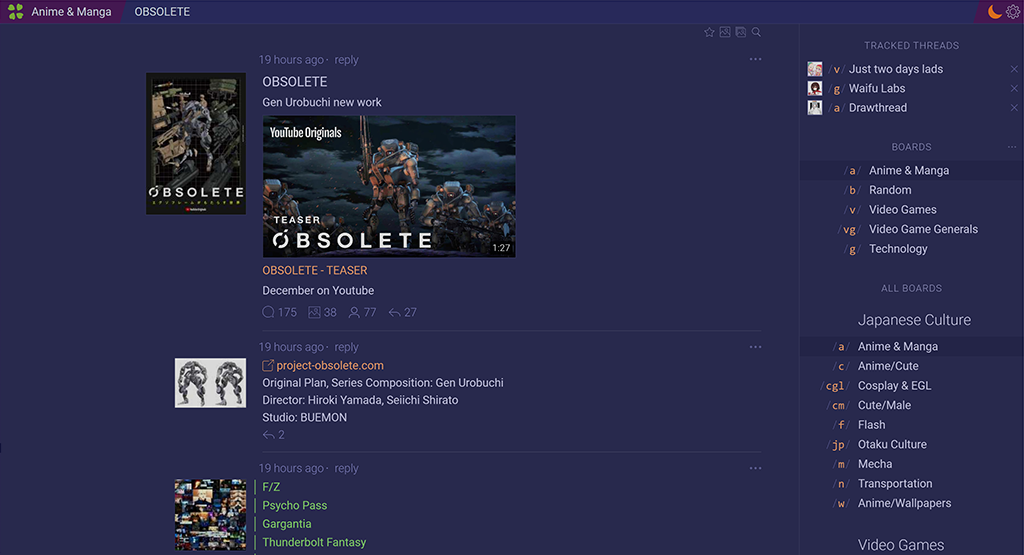 Anime & Manga
OBSOLETE
19 hours ago · reply
OBSOLETE
Gen Urobuchi new work
OBSOLETE
YouTube Originals
TEASER
OBSOLETE
1:27
OBSOLETE - TEASER
December on Youtube
175 38 77 27
19 hours ago · reply
project-obsolete.com
Original Plan, Series Composition: Gen Urobuchi
Director: Hiroki Yamada, Seiichi Shirato
Studio: BUEMON
2
19 hours ago · reply
F/Z
Psycho Pass
Gargantia
Thunderbolt Fantasy
TRACKED THREADS
/v/ Just two days lads
/g/ Waifu Labs
/a/ Drawthread
BOARDS
/a/ Anime & Manga
/b/ Random
/v/ Video Games
/vg/ Video Game Generals
/g/ Technology
ALL BOARDS
Japanese Culture
/a/ Anime & Manga
/c/ Anime/Cute
/cgl/ Cosplay & EGL
/cm/ Cute/Male
/f/ Flash
/jp/ Otaku Culture
/m/ Mecha
/n/ Transportation
/w/ Anime/Wallpapers
Video Games